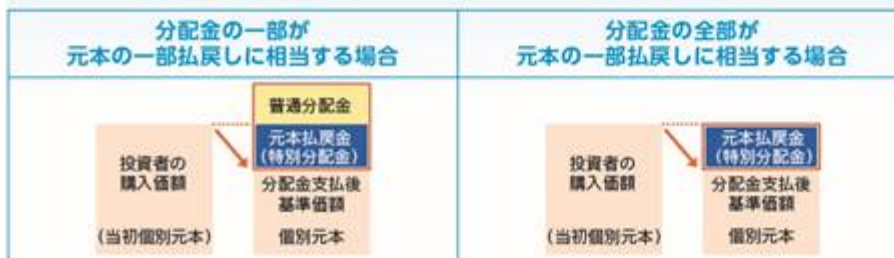 分配金の一部が
元本の一部払戻しに相当する場合
普通分配金
元本払戻金
(特別分配金)
投資者の
購入価額
(当初個別元本)
分配金支払後
基準価額
個別元本
分配金の全部が
元本の一部払戻しに相当する場合
元本払戻金
(特別分配金)
投資者の
購入価額
(当初個別元本)
分配金支払後
基準価額
個別元本